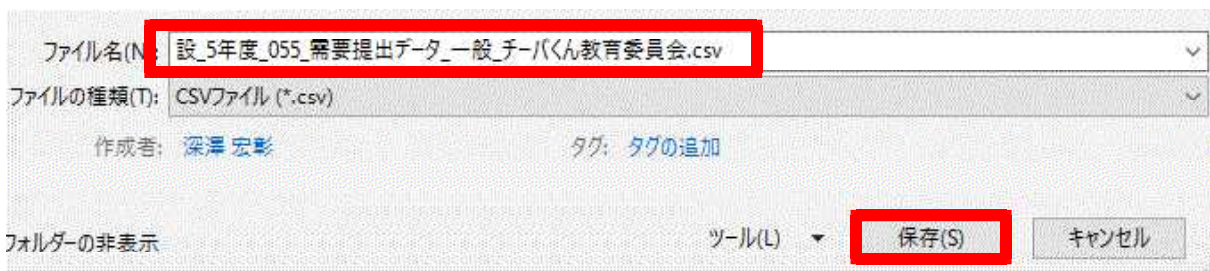 ファイル名(N): 設_5年度_055_需要提出データ_一般_チーバくん教育委員会.csv
ファイルの種類(T): CSVファイル (*.csv)
作成者: 深澤 宏彰 タグ: タグの追加
フォルダーの非表示 ツール(L) 保存(S) キャンセル